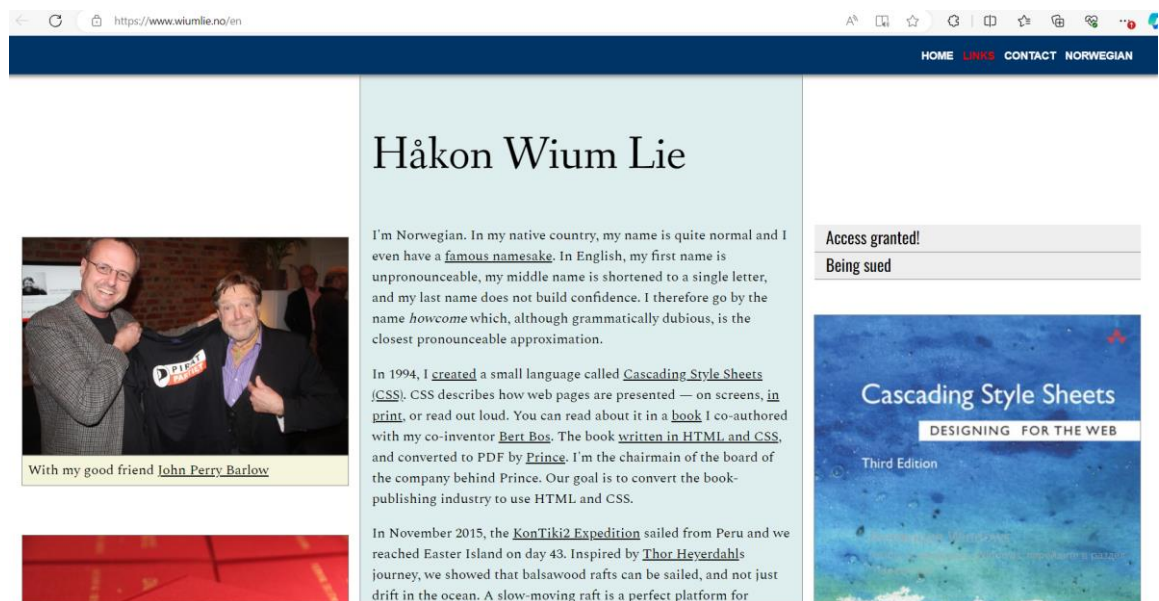 https://www.wiumlie.no/en
HOME LINKS CONTACT NORWEGIAN
Håkon Wium Lie
I'm Norwegian. In my native country, my name is quite normal and I
even have a famous namesake. In English, my first name is
unpronounceable, my middle name is shortened to a single letter,
and my last name does not build confidence. I therefore go by the
name howcome which, although grammatically dubious, is the
closest pronounceable approximation.
In 1994, I created a small language called Cascading Style Sheets
(CSS). CSS describes how web pages are presented — on screens, in
print, or read out loud. You can read about it in a book I co-authored
with my co-inventor Bert Bos. The book written in HTML and CSS,
and converted to PDF by Prince. I'm the chairmain of the board of
the company behind Prince. Our goal is to convert the book-
publishing industry to use HTML and CSS.
In November 2015, the KonTiki2 Expedition sailed from Peru and we
reached Easter Island on day 43. Inspired by Thor Heyerdahls
journey, we showed that balsawood rafts can be sailed, and not just
drift in the ocean. A slow-moving raft is a perfect platform for
PIRAT
PARTIET
With my good friend John Perry Barlow
Access granted!
Being sued
Cascading Style Sheets
DESIGNING FOR THE WEB
Third Edition